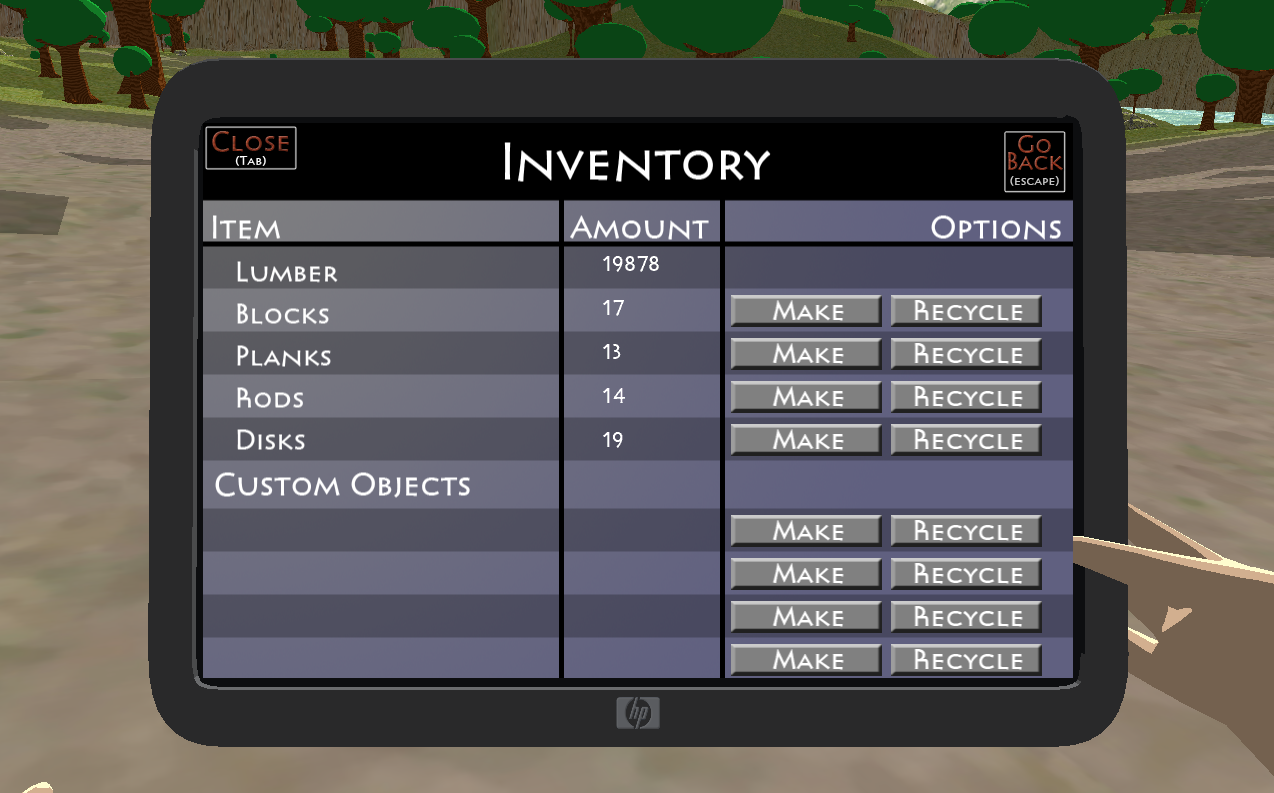 Close
(Tab)
Inventory
Go
Back
(escape)
Item Amount Options
Lumber 19878
Blocks 17 Make Recycle
Planks 13 Make Recycle
Rods 14 Make Recycle
Disks 19 Make Recycle
Custom Objects
Make Recycle
Make Recycle
Make Recycle
Make Recycle
hp